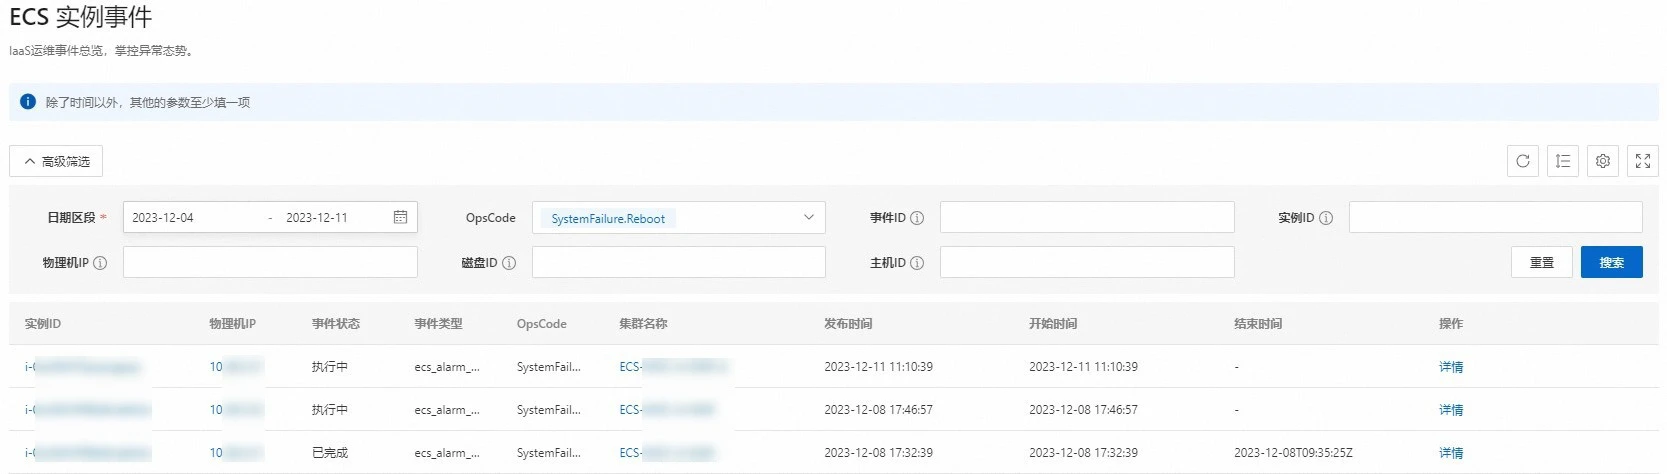 ECS 实例事件
IaaS运维事件总览，掌控异常态势。
除了时间以外，其他的参数至少填一项
高级筛选
日期区段 * 2023-12-04 - 2023-12-11 OpsCode SystemFailure.Reboot 事件ID 实例ID
物理机IP 磁盘ID 主机ID 重置 搜索
实例ID 物理机IP 事件状态 事件类型 OpsCode 集群名称 发布时间 开始时间 结束时间 操作
i- 10 执行中 ecs_alarm_... SystemFail... ECS- 2023-12-11 11:10:39 2023-12-11 11:10:39 - 详情
i- 10 执行中 ecs_alarm_... SystemFail... ECS- 2023-12-08 17:46:57 2023-12-08 17:46:57 - 详情
i- 10 已完成 ecs_alarm_... SystemFail... ECS- 2023-12-08 17:32:39 2023-12-08 17:32:39 2023-12-08T09:35:25Z 详情